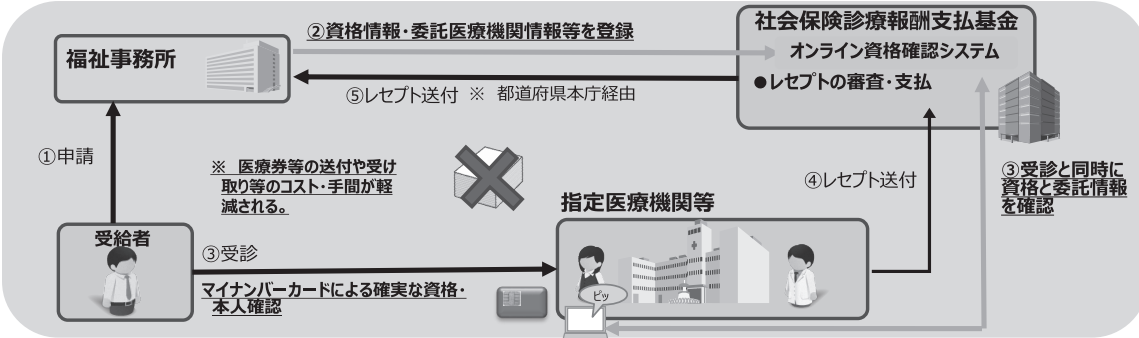 社会保険診療報酬支払基金
オンライン資格確認システム
●レセプトの審査・支払
②資格情報・委託医療機関情報等を登録
福祉事務所
⑤レセプト送付 ※ 都道府県本庁経由
①申請
※ 医療券等の送付や受け
取り等のコスト・手間が軽
減される。
④レセプト送付
③受診と同時に
資格と委託情報
を確認
指定医療機関等
受給者
③受診
マイナンバーカードによる確実な資格・
本人確認
ピッ